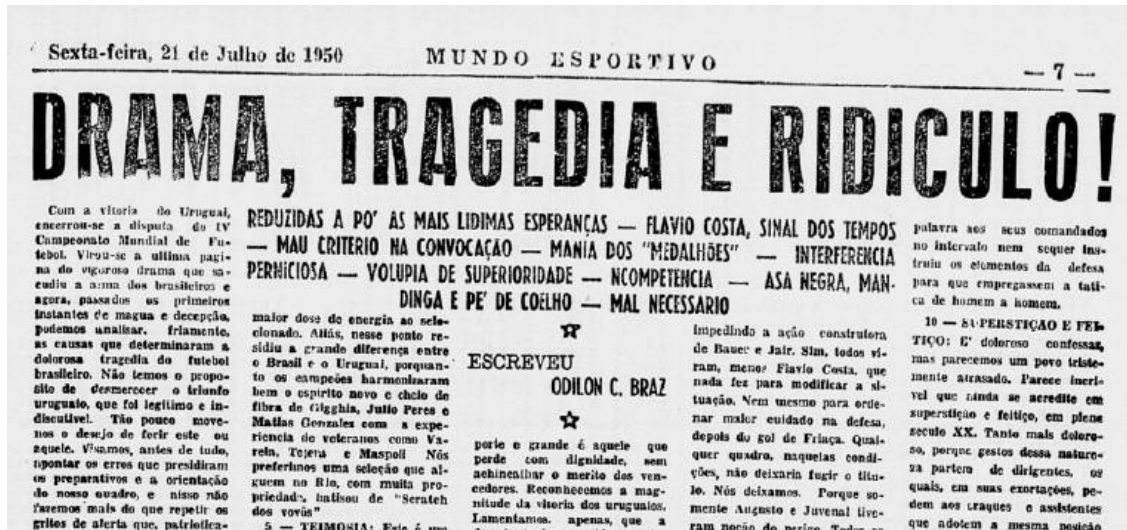 Sexta-feira, 21 de Julho de 1950
MUNDO ESPORTIVO
— 7 —
DRAMA, TRAGEDIA E RIDICULO!
REDUZIDAS A PO' AS MAIS LIDIMAS ESPERANÇAS — FLAVIO COSTA, SINAL DOS TEMPOS
— MAU CRITERIO NA CONVOCAÇÃO — MANIA DOS "MEDALHÕES" — INTERFERENCIA
PERNICIOSA — VOLUPIA DE SUPERIORIDADE — NCOMPETENCIA — ASA NEGRA, MAN-
DINGA E PE' DE COELHO — MAL NECESSARIO
Com a vitoria do Uruguai,
encerrou-se a disputa do IV
Campeonato Mundial de Fu-
tebol. Virou-se a ultima pagi-
na do vigoroso drama que sa-
cudiu a alma dos brasileiros e
agora, passados os primeiros
instantes de magua e decepção,
podemos analisar, friamente,
as causas que determinaram a
dolorosa tragedia do futebol
brasileiro. Não temos o propo-
sito de desmerecer o triunfo
uruguaio, que foi legitimo e in-
discutivel. Tão pouco move-
nos o desejo de ferir este ou
aquele. Visamos, antes de tudo,
apontar os erros que presidiram
os preparativos e a orientação
do nosso quadro, e nisso não
fazemos mais do que repetir os
gritos de alerta que, patriotica-
maior dose de energia ao sele-
cionado. Aliás, nesse ponto re-
sidiu a grande diferença entre
o Brasil e o Uruguai, porquan-
to os campeões harmonizaram
bem o espirito novo e cheio de
fibra de Gigghia, Julio Peres e
Matias Gonzales com a expe-
riencia de veteranos como Va-
rela, Tejera e Maspoli Nós
preferimos uma seleção que al-
guem no Rio, com muita pro-
priedade, batisou de "Scratch
dos vovôs"
5 — TEIMOSIA: Este é um
ESCREVEU
ODILON C. BRAZ
porte e grande é aquele que
perde com dignidade, sem
achincalhar o merito dos ven-
cedores. Reconhecemos a mag-
nitude da vitoria dos uruguaios.
Lamentamos, apenas, que a
impedindo a ação construtora
de Bauer e Jair. Sim, todos vi-
ram, menos Flavio Costa, que
nada fez para modificar a si-
tuação. Nem mesmo para orde-
nar maior cuidado na defesa,
depois do gol de Friaça. Qual-
quer quadro, naquelas condi-
ções, não deixaria fugir o titu-
lo. Nós deixamos. Porque so-
mente Augusto e Juvenal tive-
ram noção do perigo.
palavra aos seus comandados
no intervalo nem sequer ins-
truiu os elementos da defesa
para que empregassem a tati-
ca de homem a homem.
10 — SUPERSTIÇÃO E FEI-
TIÇO: E' doloroso confessar,
mas parecemos um povo triste-
mente atrasado. Parece incri-
vel que ainda se acredite em
superstição e feitiço, em pleno
seculo XX. Tanto mais doloro-
so, porque gestos dessa nature-
za partem de dirigentes, os
quais, em suas exortações, pe-
dem aos craques e assistentes
que adotem a mesma posição